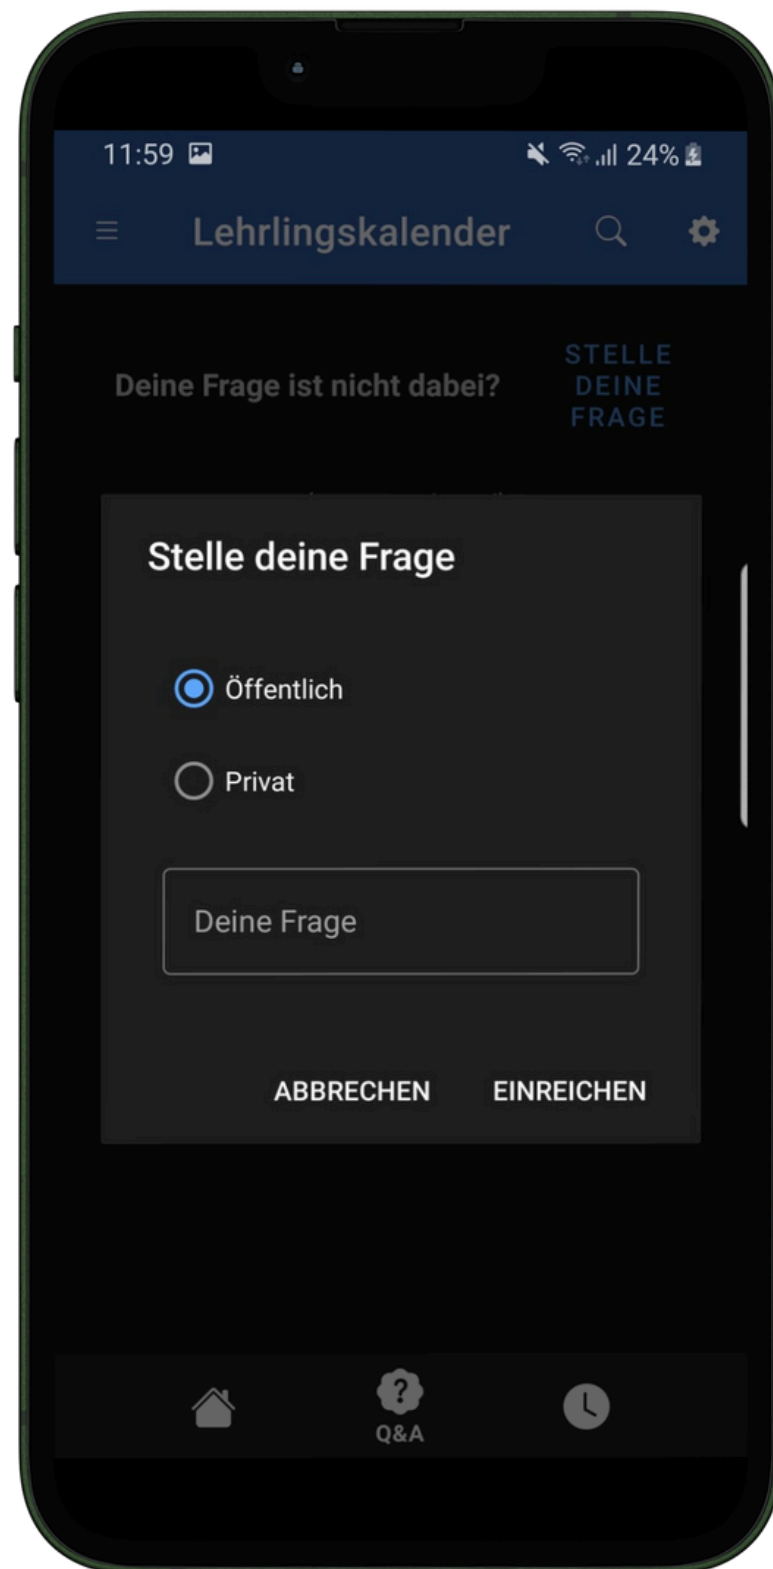 11:59 24%
Lehrlingskalender
Deine Frage ist nicht dabei?
STELLE
DEINE
FRAGE
Stelle deine Frage
Öffentlich
Privat
Deine Frage
ABBRECHEN EINREICHEN
?
Q&A